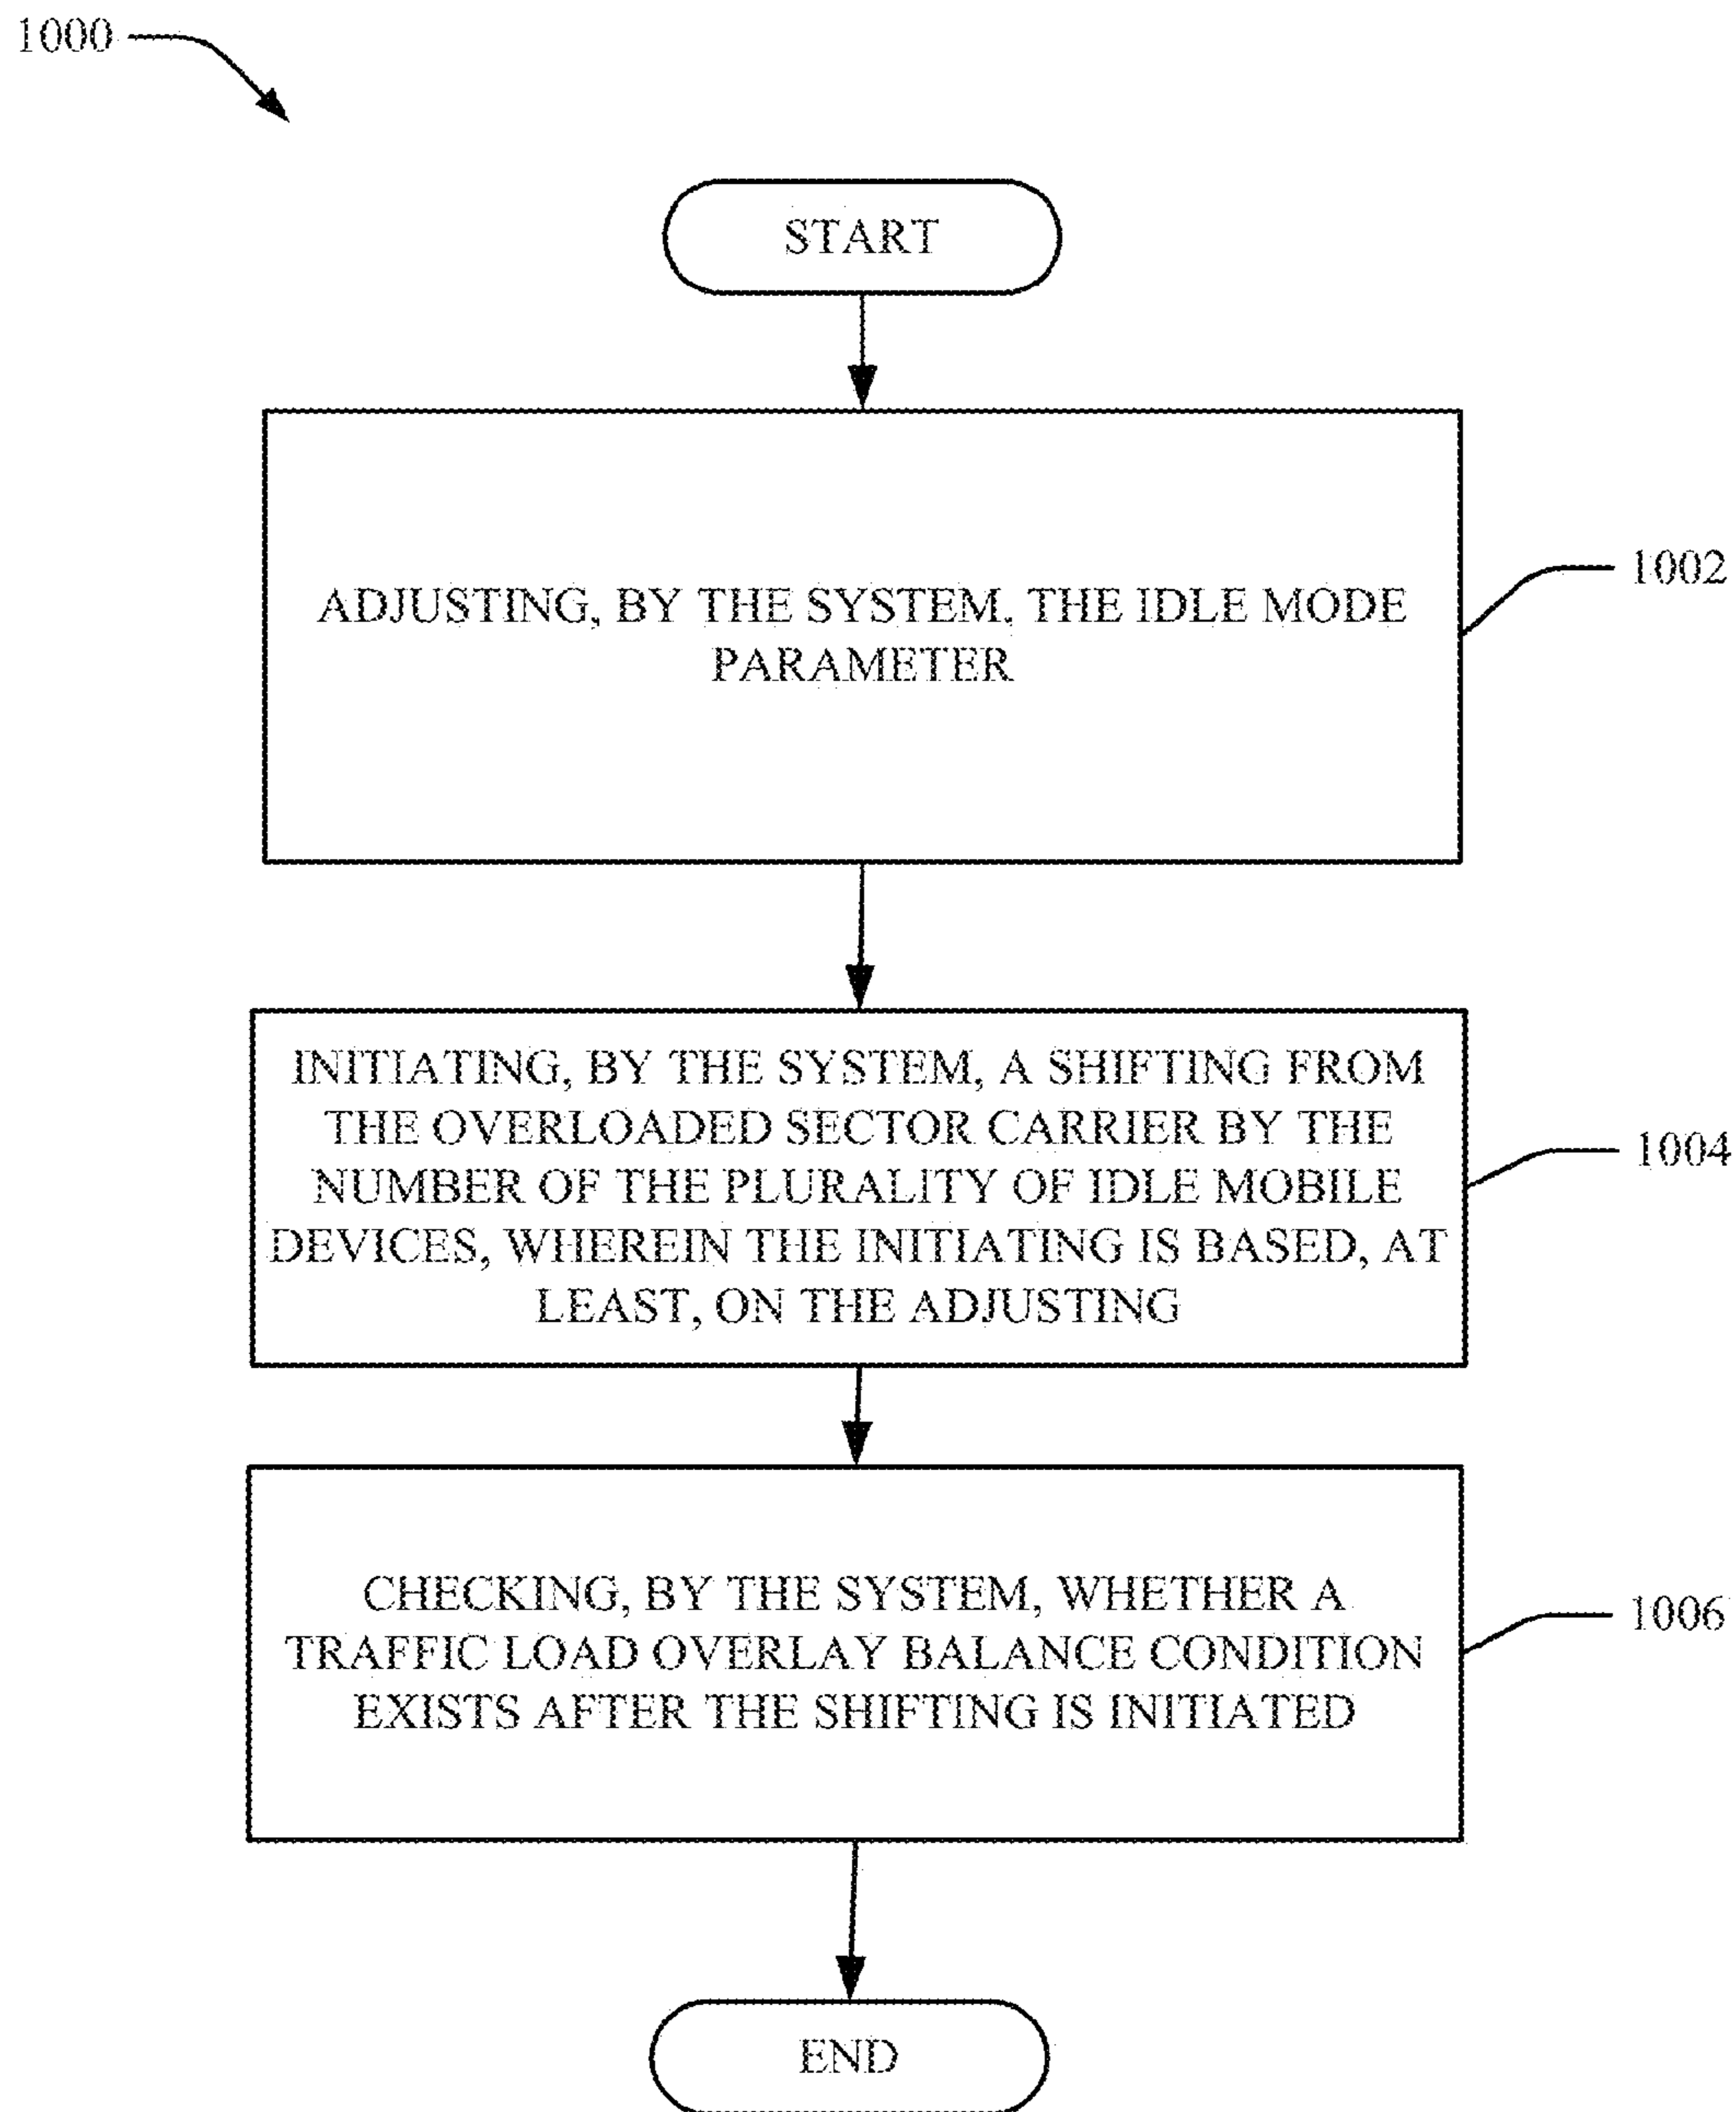 1000
START
ADJUSTING, BY THE SYSTEM, THE IDLE MODE
PARAMETER
1002
INITIATING, BY THE SYSTEM, A SHIFTING FROM
THE OVERLOADED SECTOR CARRIER BY THE
NUMBER OF THE PLURALITY OF IDLE MOBILE
DEVICES, WHEREIN THE INITIATING IS BASED, AT
LEAST, ON THE ADJUSTING
1004
CHECKING, BY THE SYSTEM, WHETHER A
TRAFFIC LOAD OVERLAY BALANCE CONDITION
EXISTS AFTER THE SHIFTING IS INITIATED
1006
END